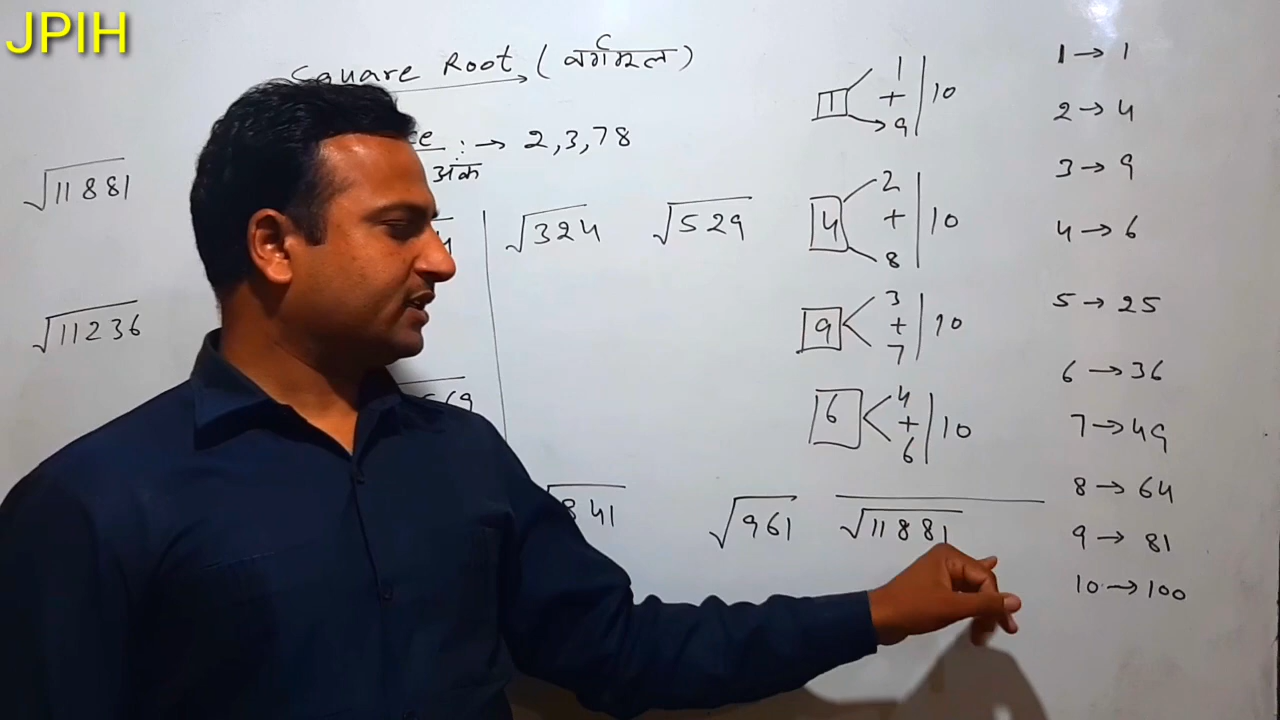 JPIH
Square Root (वर्गमूल)
: → 2, 3, 7 8
अंक
√11881
√11236
√324
√529
√841
√961
√11881
1 < 1 + 9 | 10
4 < 2 + 8 | 10
9 < 3 + 7 | 10
6 < 4 + 6 | 10
1 → 1
2 → 4
3 → 9
4 → 6
5 → 25
6 → 36
7 → 49
8 → 64
9 → 81
10 → 100